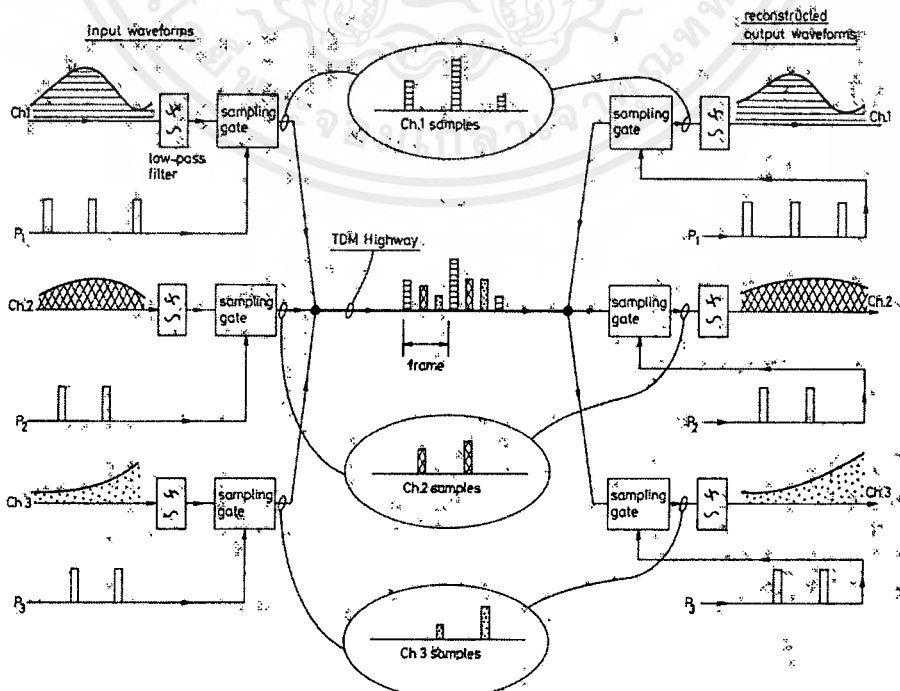 Input waveforms
reconstructed
output waveforms
Ch.1
low-pass
filter
sampling
gate
Ch.1 samples
sampling
gate
Ch.1
P1
P1
TDM Highway
Ch.2
sampling
gate
frame
sampling
gate
Ch.2
P2
P2
Ch.2 samples
Ch.3
sampling
gate
sampling
gate
Ch.3
P3
P3
Ch 3 samples